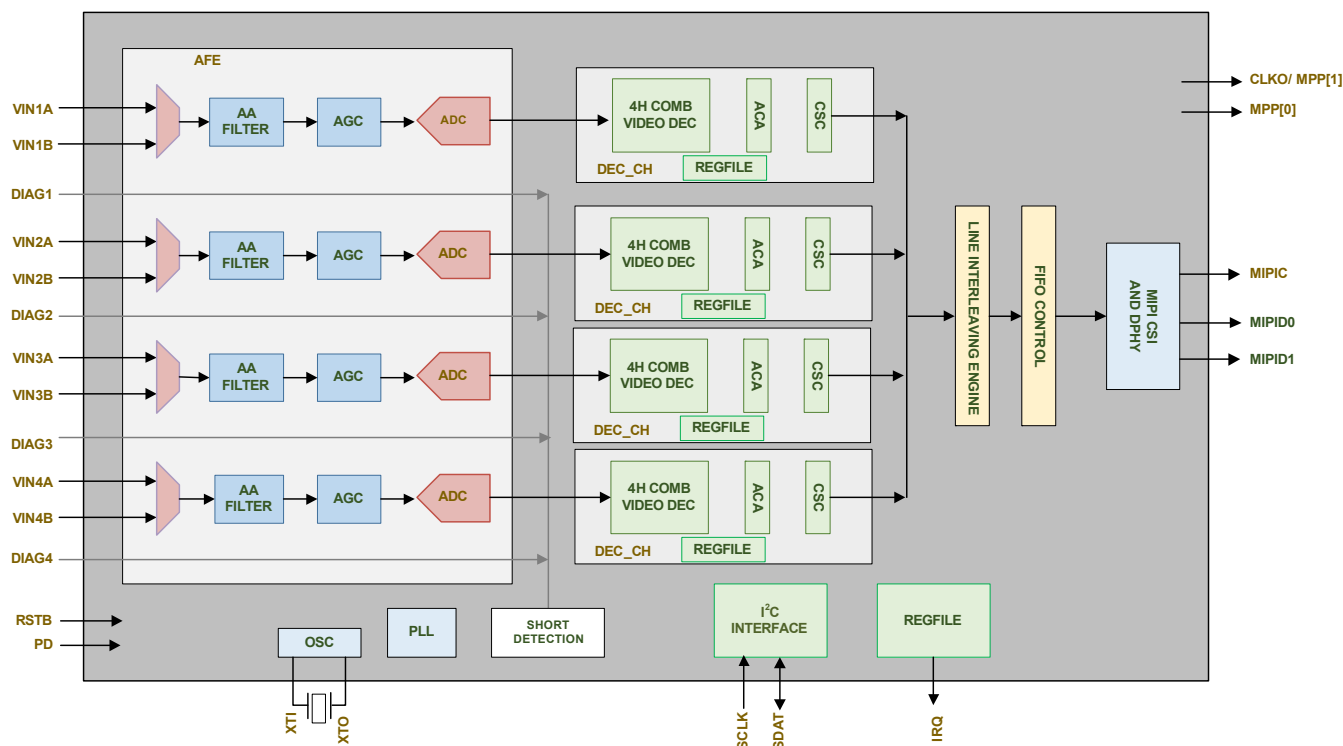 AFE
VIN1A
VIN1B
AA
FILTER
AGC
ADC
4H COMB
VIDEO DEC
ACA
CSC
DEC_CH
REGFILE
CLKO/ MPP[1]
MPP[0]
DIAG1
VIN2A
VIN2B
AA
FILTER
AGC
ADC
4H COMB
VIDEO DEC
ACA
CSC
DEC_CH
REGFILE
DIAG2
VIN3A
VIN3B
AA
FILTER
AGC
ADC
4H COMB
VIDEO DEC
ACA
CSC
DEC_CH
REGFILE
DIAG3
VIN4A
VIN4B
AA
FILTER
AGC
ADC
4H COMB
VIDEO DEC
ACA
CSC
DEC_CH
REGFILE
DIAG4
LINE INTERLEAVING ENGINE
FIFO CONTROL
MIPI CSI
AND DPHY
MIPIC
MIPID0
MIPID1
RSTB
PD
OSC
PLL
SHORT
DETECTION
I²C
INTERFACE
REGFILE
XTI
XTO
SCLK
SDAT
IRQ